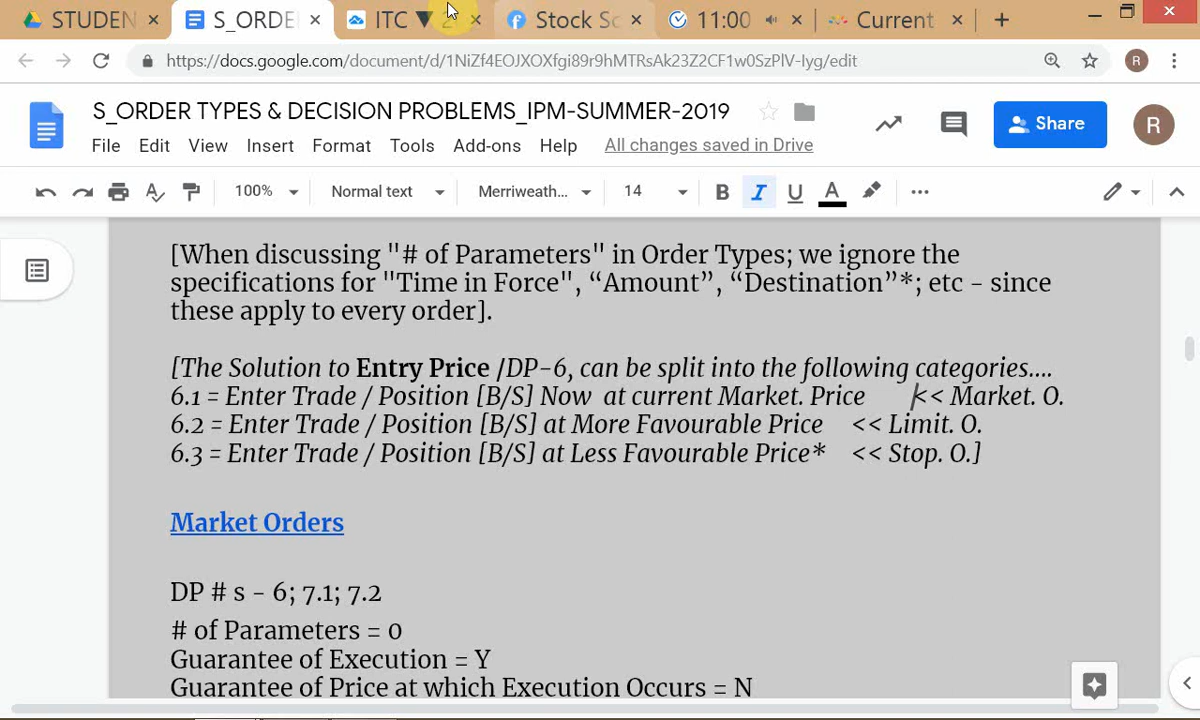 STUDEN
S_ORDE
ITC ▼ 2
Stock Sc
11:00
Current
https://docs.google.com/document/d/1NiZf4EOJXOXfgi89r9hMTRsAk23Z2CF1w0SzPlV-Iyg/edit
R
S_ORDER TYPES & DECISION PROBLEMS_IPM-SUMMER-2019
Share
R
File Edit View Insert Format Tools Add-ons Help All changes saved in Drive
100% Normal text Merriweath... 14 B I U A
[When discussing "# of Parameters" in Order Types; we ignore the
specifications for "Time in Force", “Amount”, “Destination”*; etc - since
these apply to every order].
[The Solution to Entry Price /DP-6, can be split into the following categories....
6.1 = Enter Trade / Position [B/S] Now at current Market. Price << Market. O.
6.2 = Enter Trade / Position [B/S] at More Favourable Price << Limit. O.
6.3 = Enter Trade / Position [B/S] at Less Favourable Price* << Stop. O.]
Market Orders
DP # s - 6; 7.1; 7.2
# of Parameters = 0
Guarantee of Execution = Y
Guarantee of Price at which Execution Occurs = N